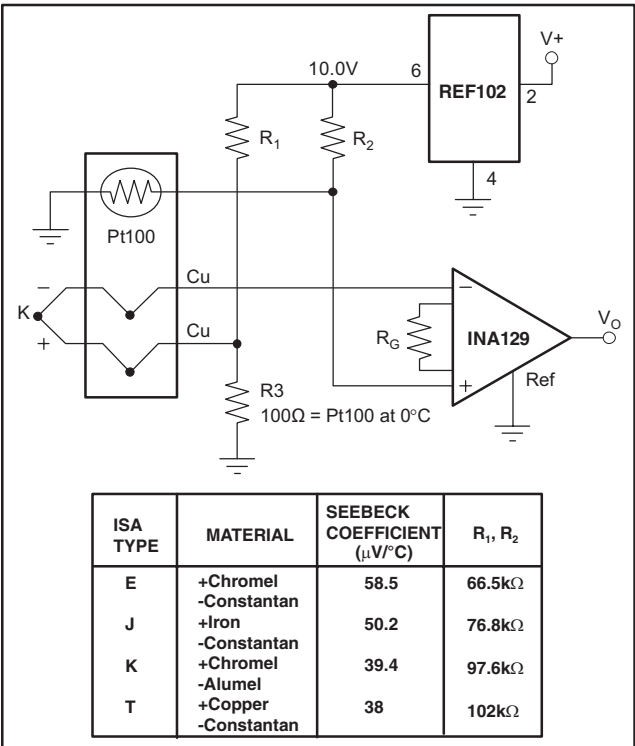 V+
10.0V
6
REF102
2
R₁
R₂
4
Pt100
−
Cu
−
K
RG
INA129
VO
+
Cu
+
Ref
R3
100Ω = Pt100 at 0°C
ISA TYPE
MATERIAL
SEEBECK COEFFICIENT (μV/°C)
R₁, R₂
E
+Chromel
-Constantan
58.5
66.5kΩ
J
+Iron
-Constantan
50.2
76.8kΩ
K
+Chromel
-Alumel
39.4
97.6kΩ
T
+Copper
-Constantan
38
102kΩ